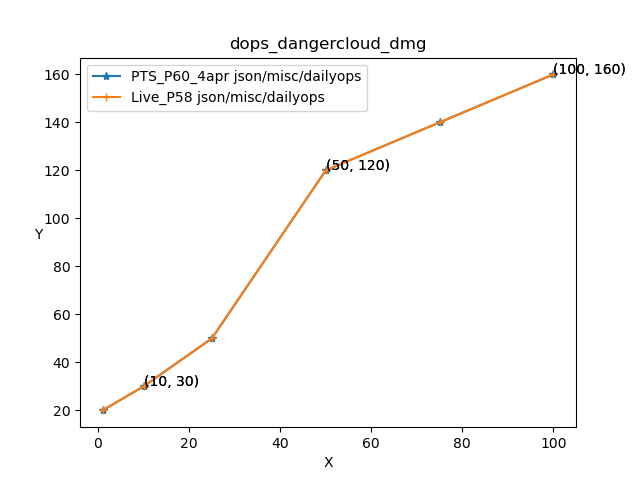 dops_dangercloud_dmg
PTS_P60_4apr json/misc/dailyops
Live_P58 json/misc/dailyops
(100, 160)
(50, 120)
(10, 30)
160
140
120
100
80
60
40
20
Y
0 20 40 60 80 100
X